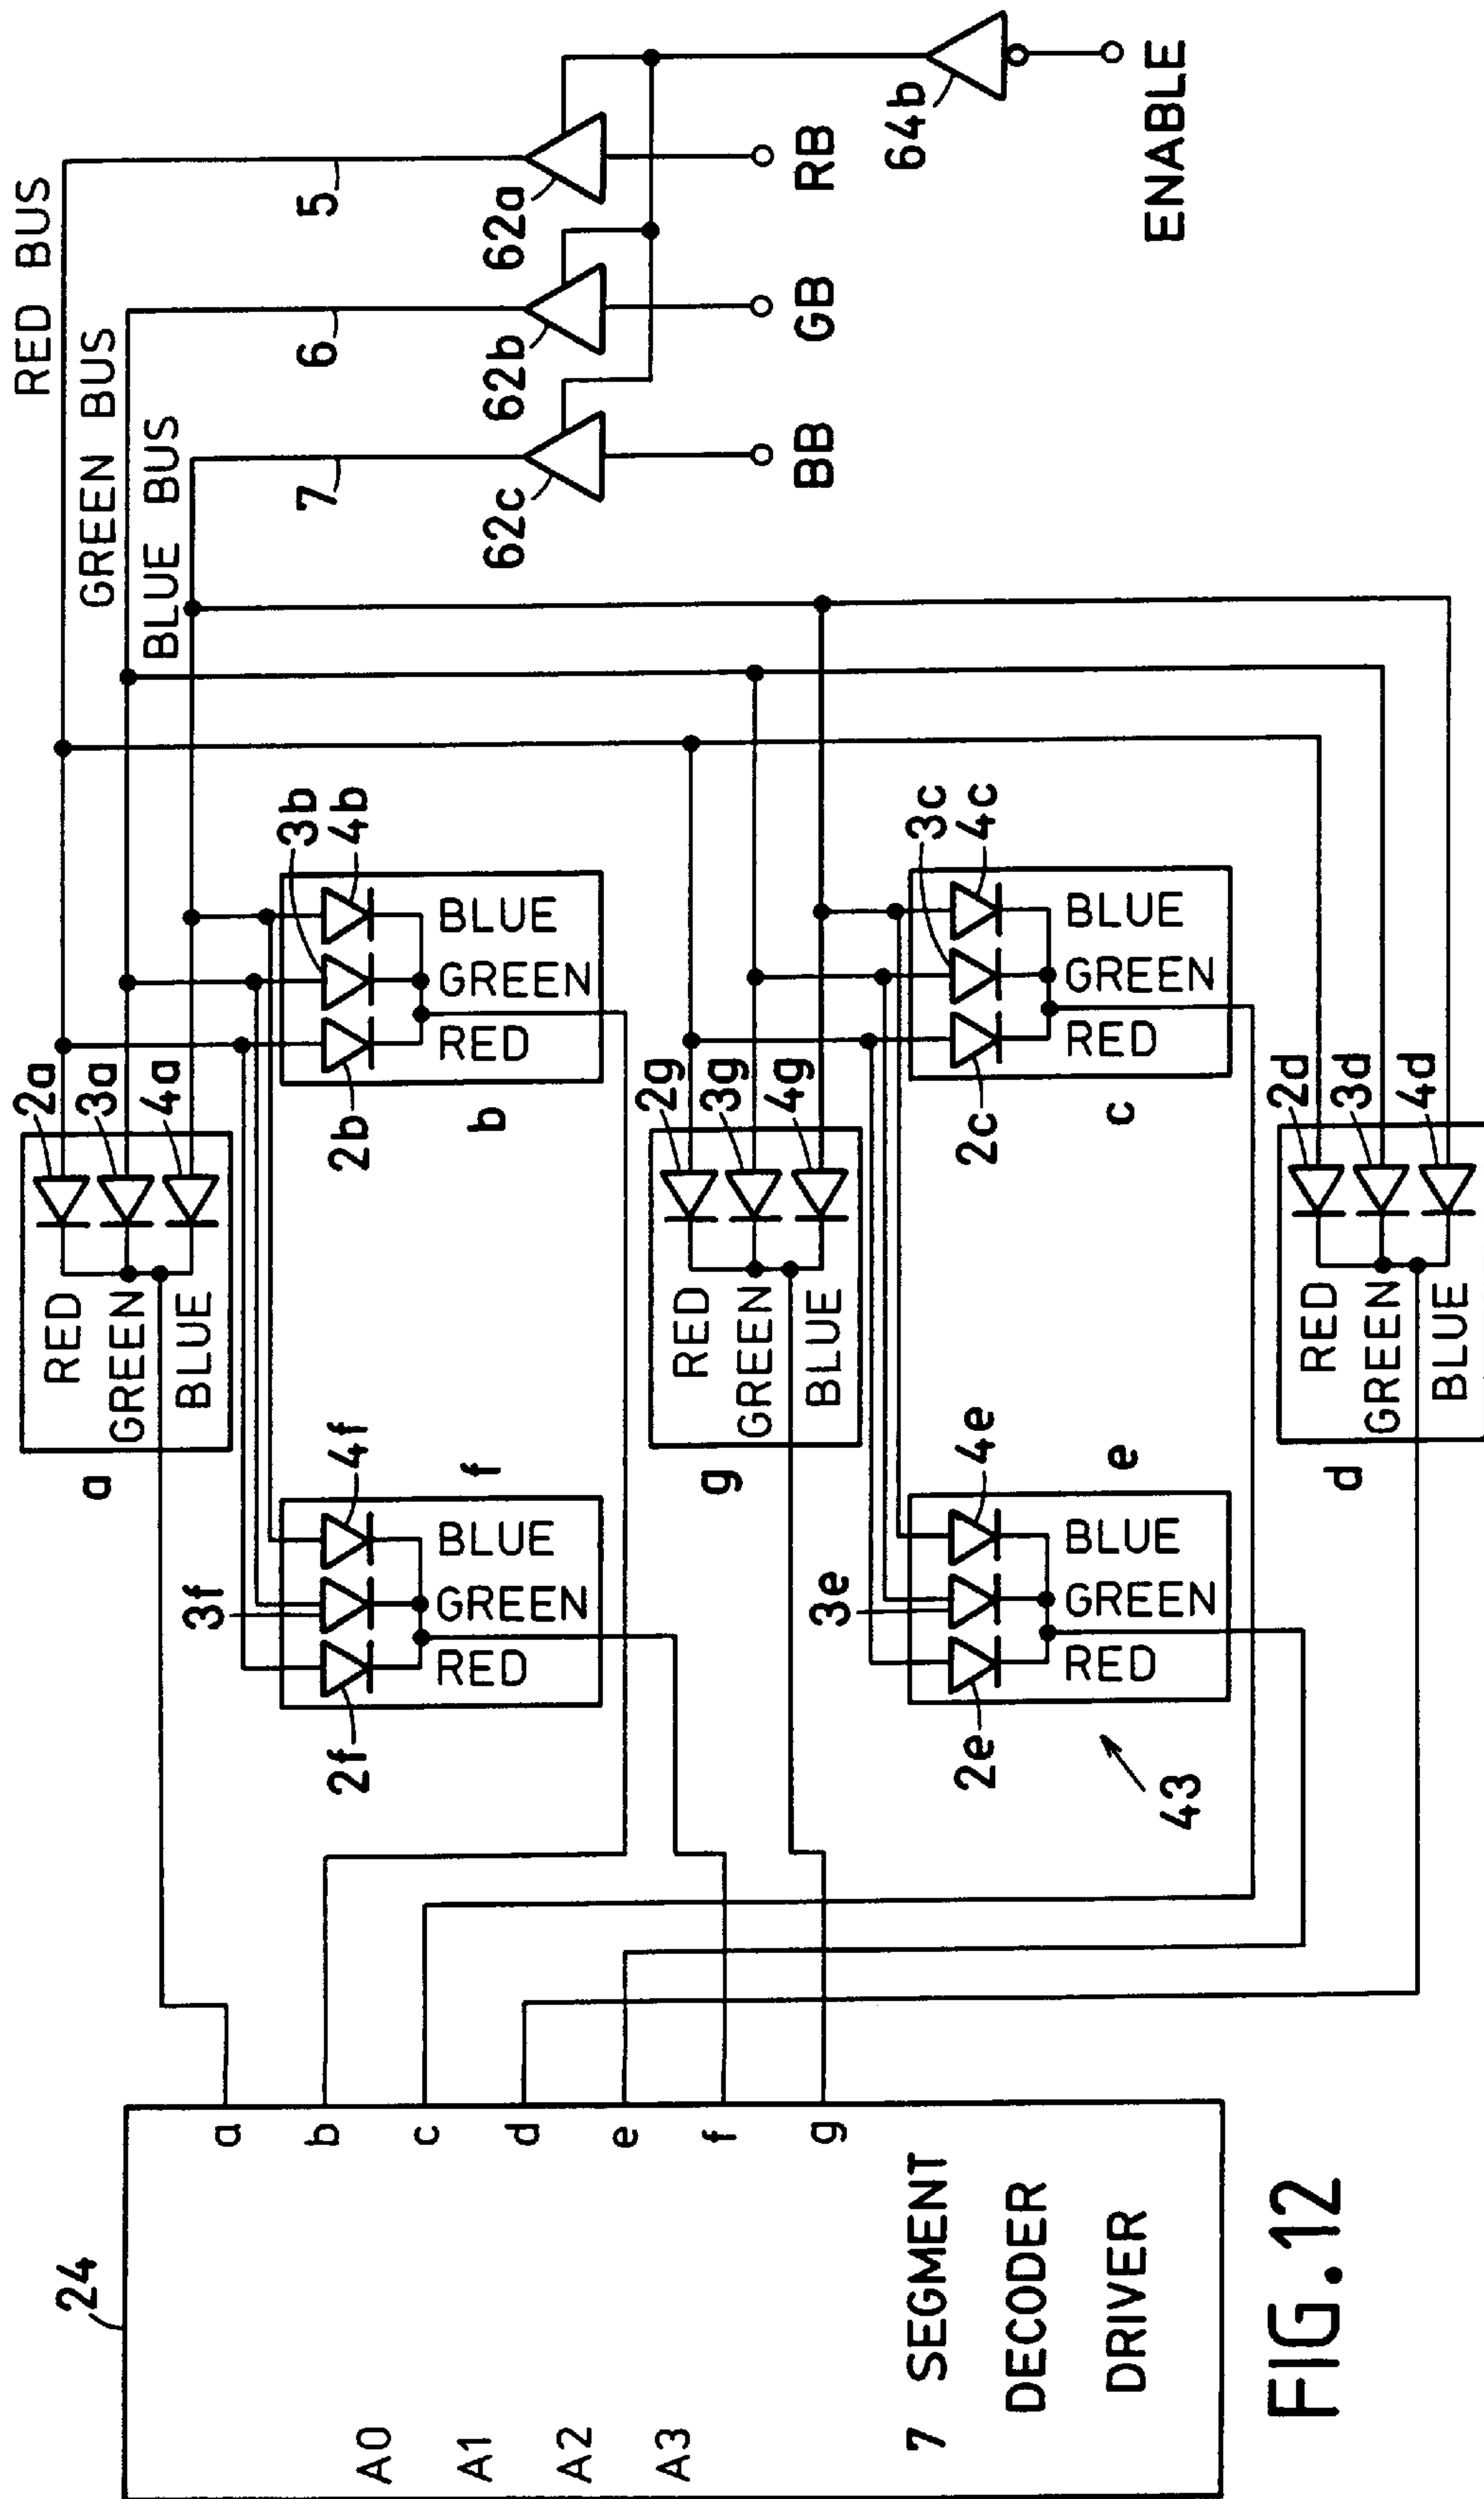 RED BUS
GREEN BUS
BLUE BUS
5
6
7
62a
62b
62c
RB
GB
BB
64b
ENABLE
24
A0
A1
A2
A3
a
b
c
d
e
f
g
7 SEGMENT
DECODER
DRIVER
a
2a
3a
4a
RED
GREEN
BLUE
f
2f
3f
4f
RED
GREEN
BLUE
b
2b
3b
4b
RED
GREEN
BLUE
g
2g
3g
4g
RED
GREEN
BLUE
e
2e
3e
4e
RED
GREEN
BLUE
c
2c
3c
4c
RED
GREEN
BLUE
d
2d
3d
4d
RED
GREEN
BLUE
43
FIG.12